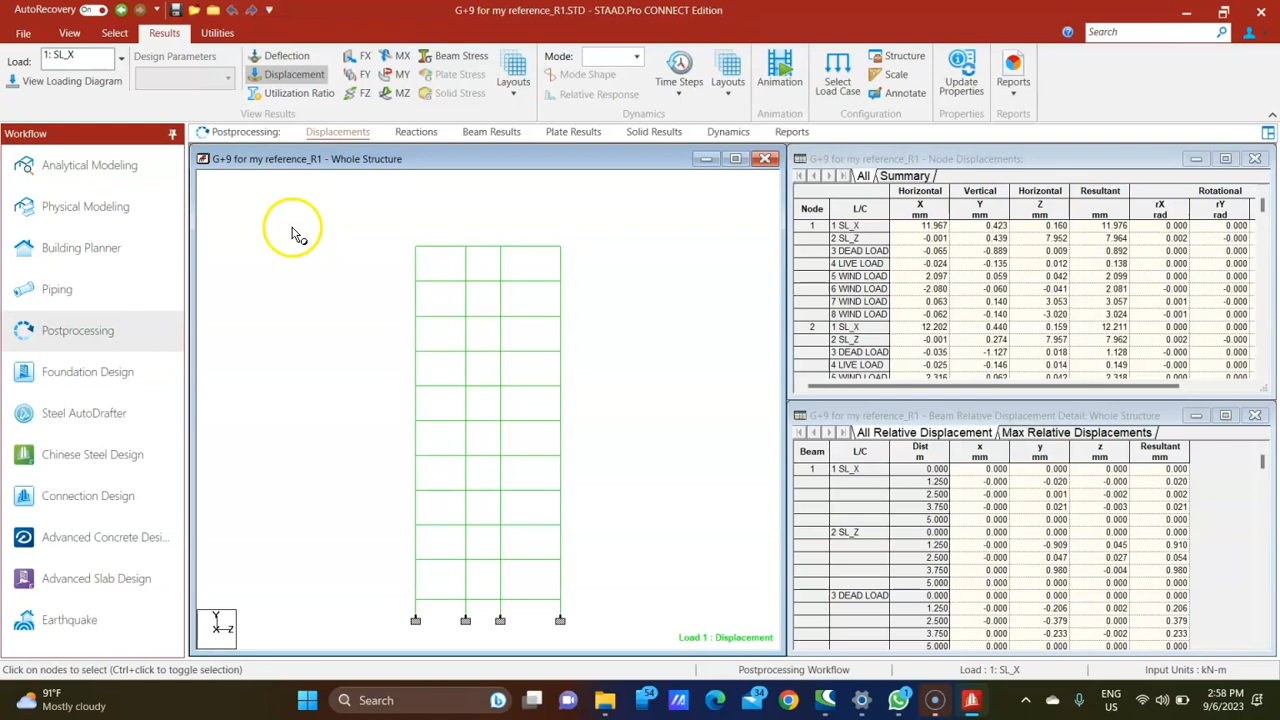 AutoRecovery On
G+9 for my reference_R1.STD - STAAD.Pro CONNECT Edition
File View Select Results Utilities
Search
Load: 1: SL_X
View Loading Diagram
Design Parameters
Deflection
Displacement
Utilization Ratio
FX MX Beam Stress
FY MY Plate Stress
FZ MZ Solid Stress
Layouts
View Results
Mode:
Mode Shape
Relative Response
Time Steps
Layouts
Dynamics
Animation
Animation
Select Load Case
Structure
Scale
Annotate
Configuration
Update Properties
Properties
Reports
Reports
Workflow
Postprocessing: Displacements Reactions Beam Results Plate Results Solid Results Dynamics Reports
Analytical Modeling
Physical Modeling
Building Planner
Piping
Postprocessing
Foundation Design
Steel AutoDrafter
Chinese Steel Design
Connection Design
Advanced Concrete Desi...
Advanced Slab Design
Earthquake
G+9 for my reference_R1 - Whole Structure
Y
X Z
Load 1 : Displacement
G+9 for my reference_R1 - Node Displacements:
All Summary
Horizontal Vertical Horizontal Resultant Rotational
Node L/C X mm Y mm Z mm mm rX rad rY rad
1 1 SL_X 11.967 0.423 0.160 11.976 0.000 0.000
2 SL_Z -0.001 0.439 7.952 7.964 0.002 -0.000
3 DEAD LOAD -0.065 -0.889 0.009 0.892 0.000 0.000
4 LIVE LOAD -0.024 -0.135 0.012 0.138 0.000 0.000
5 WIND LOAD 2.097 0.059 0.042 2.099 0.000 0.000
6 WIND LOAD -2.080 -0.060 -0.041 2.081 -0.000 -0.000
7 WIND LOAD 0.063 0.140 3.053 3.057 0.001 0.000
8 WIND LOAD -0.062 -0.140 -3.020 3.024 -0.001 -0.000
2 1 SL_X 12.202 0.440 0.159 12.211 0.000 0.000
2 SL_Z -0.001 0.274 7.957 7.962 0.002 -0.000
3 DEAD LOAD -0.035 -1.127 0.018 1.128 0.000 0.000
4 LIVE LOAD -0.025 -0.146 0.014 0.149 0.000 0.000
5 WIND LOAD 2.316 0.062 0.042 2.318 0.000 0.000
G+9 for my reference_R1 - Beam Relative Displacement Detail: Whole Structure
All Relative Displacement Max Relative Displacements
Beam L/C Dist m x mm y mm z mm Resultant mm
1 1 SL_X 0.000 0.000 0.000 0.000 0.000
1.250 -0.000 -0.020 -0.000 0.020
2.500 -0.000 0.001 -0.002 0.002
3.750 -0.000 0.021 -0.003 0.021
5.000 0.000 0.000 0.000 0.000
2 SL_Z 0.000 0.000 0.000 0.000 0.000
1.250 -0.000 -0.909 0.045 0.910
2.500 -0.000 0.047 0.027 0.054
3.750 -0.000 0.980 -0.004 0.980
5.000 -0.000 0.000 0.000 0.000
3 DEAD LOAD 0.000 0.000 0.000 0.000 0.000
1.250 -0.000 -0.206 0.002 0.206
2.500 0.000 -0.379 -0.000 0.379
3.750 -0.000 -0.233 -0.002 0.233
5.000 0.000 0.000 0.000 0.000
Click on nodes to select (Ctrl+click to toggle selection)
Postprocessing Workflow
Load : 1: SL_X
Input Units : kN-m
91°F
Mostly cloudy
Search
54
34
1
ENG
US
2:58 PM
9/6/2023